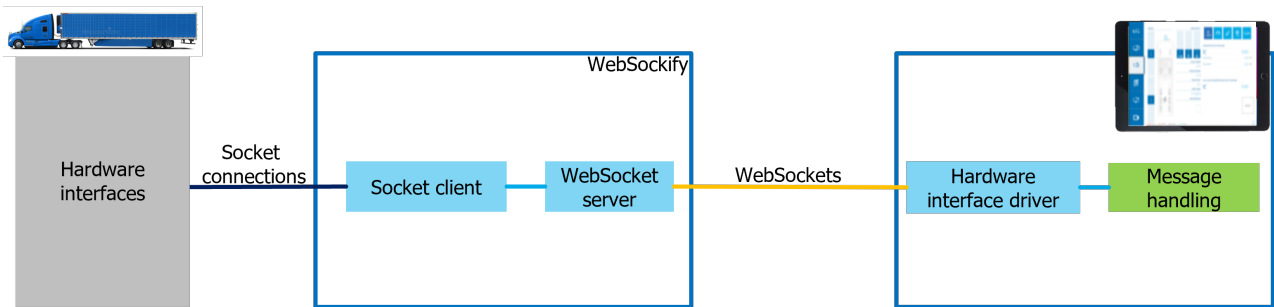 WebSockify
Hardware
interfaces
Socket
connections
Socket client
WebSocket
server
WebSockets
Hardware
interface driver
Message
handling